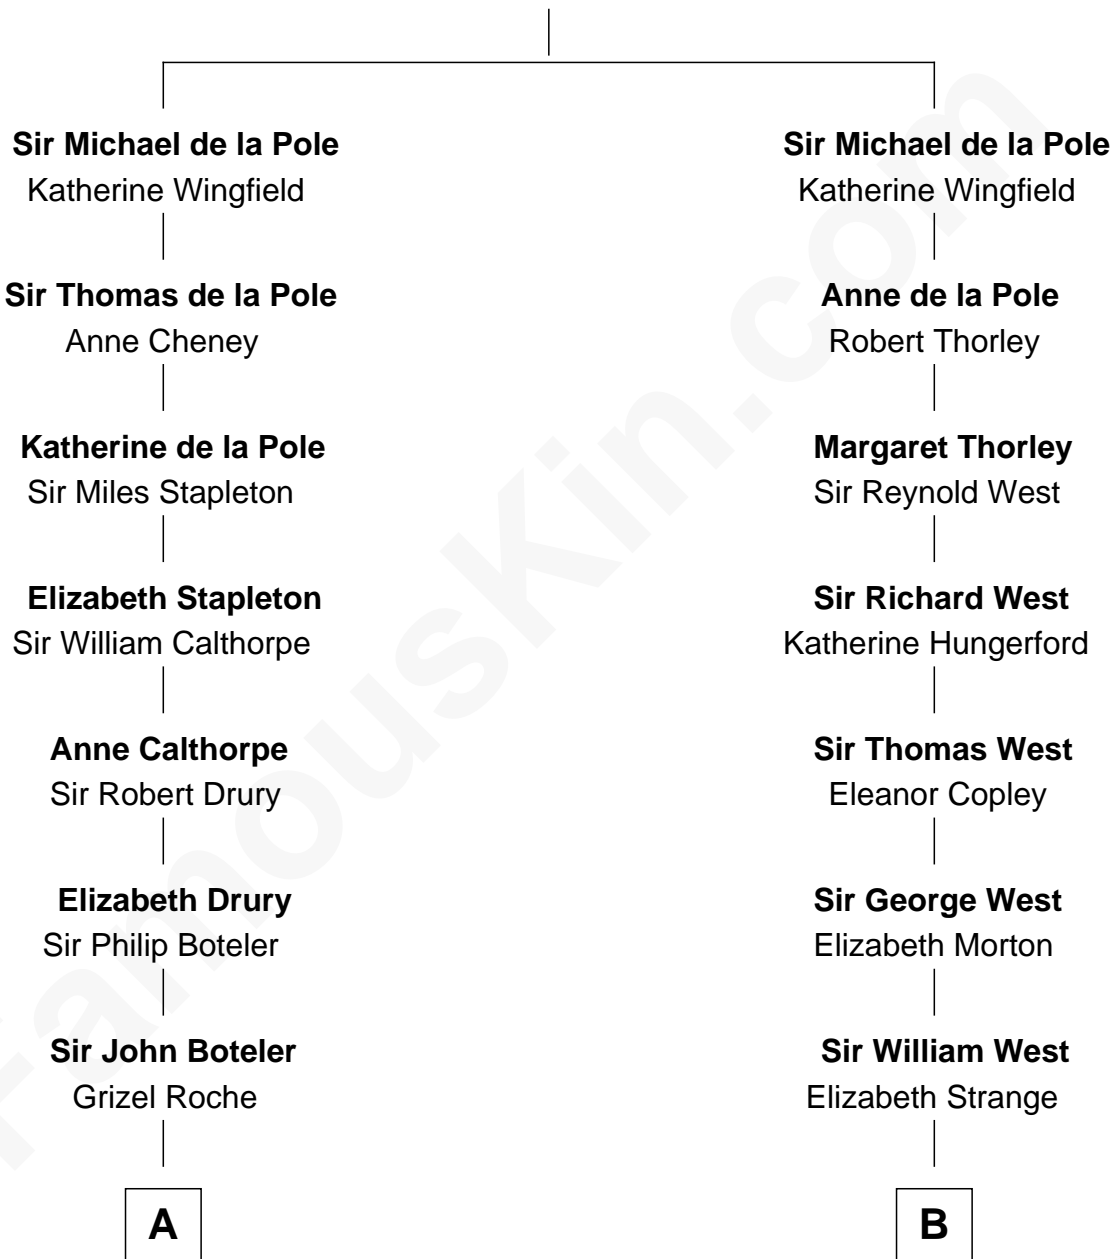 Sir Michael de la Pole
Katherine Wingfield
Sir Thomas de la Pole
Anne Cheney
Katherine de la Pole
Sir Miles Stapleton
Elizabeth Stapleton
Sir William Calthorpe
Anne Calthorpe
Sir Robert Drury
Elizabeth Drury
Sir Philip Boteler
Sir John Boteler
Grizel Roche
A
Sir Michael de la Pole
Katherine Wingfield
Anne de la Pole
Robert Thorley
Margaret Thorley
Sir Reynold West
Sir Richard West
Katherine Hungerford
Sir Thomas West
Eleanor Copley
Sir George West
Elizabeth Morton
Sir William West
Elizabeth Strange
B
FamousKin.com